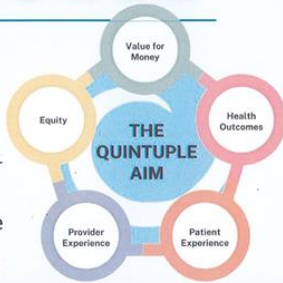 Value for
Money
Equity
Health
Outcomes
THE
QUINTUPLE
AIM
Provider
Experience
Patient
Experience